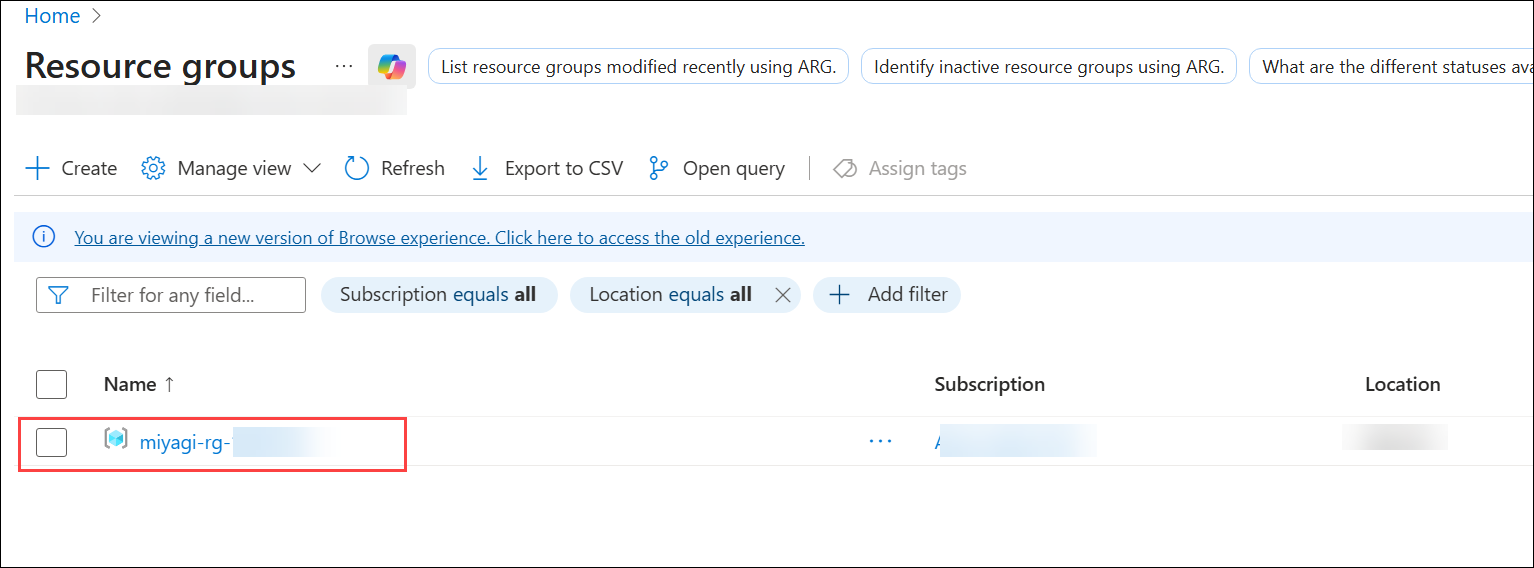 Home >
Resource groups ...
List resource groups modified recently using ARG.
Identify inactive resource groups using ARG.
What are the different statuses ava
Create
Manage view
Refresh
Export to CSV
Open query
Assign tags
You are viewing a new version of Browse experience. Click here to access the old experience.
Filter for any field...
Subscription equals all
Location equals all
Add filter
Name ↑
Subscription
Location
miyagi-rg-
...